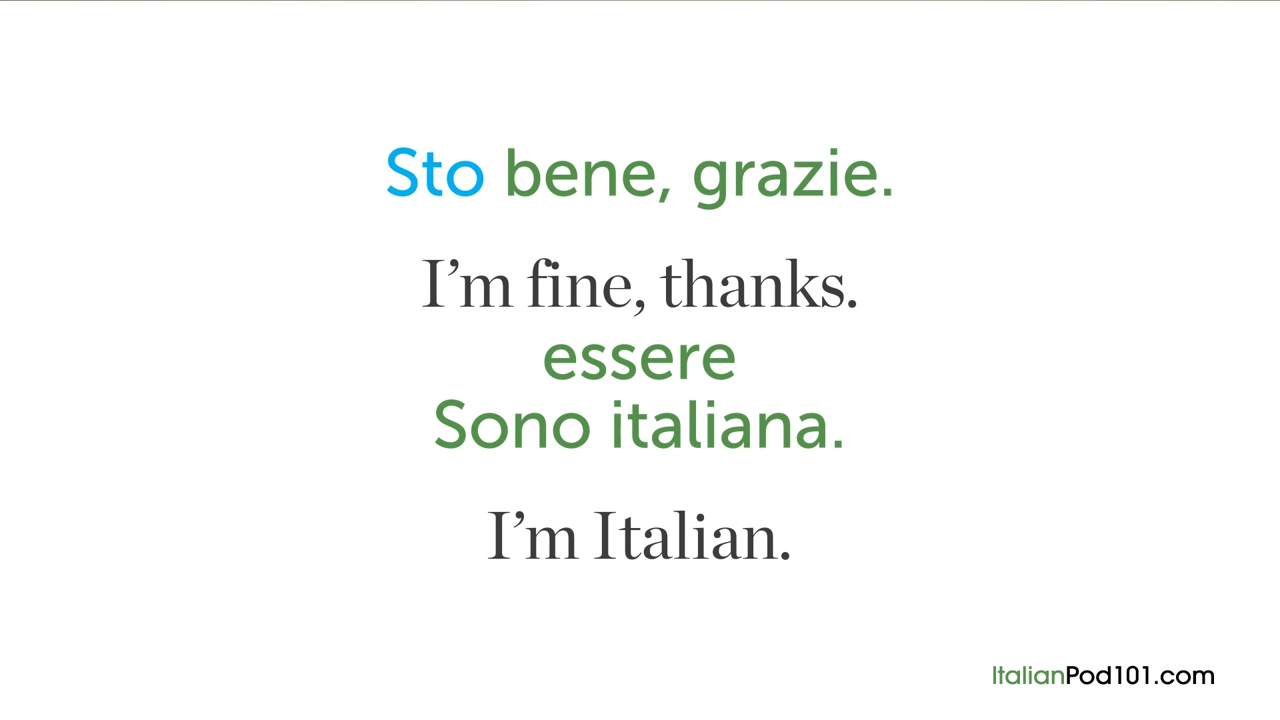 Sto bene, grazie.
I’m fine, thanks.
essere
Sono italiana.
I’m Italian.
ItalianPod101.com